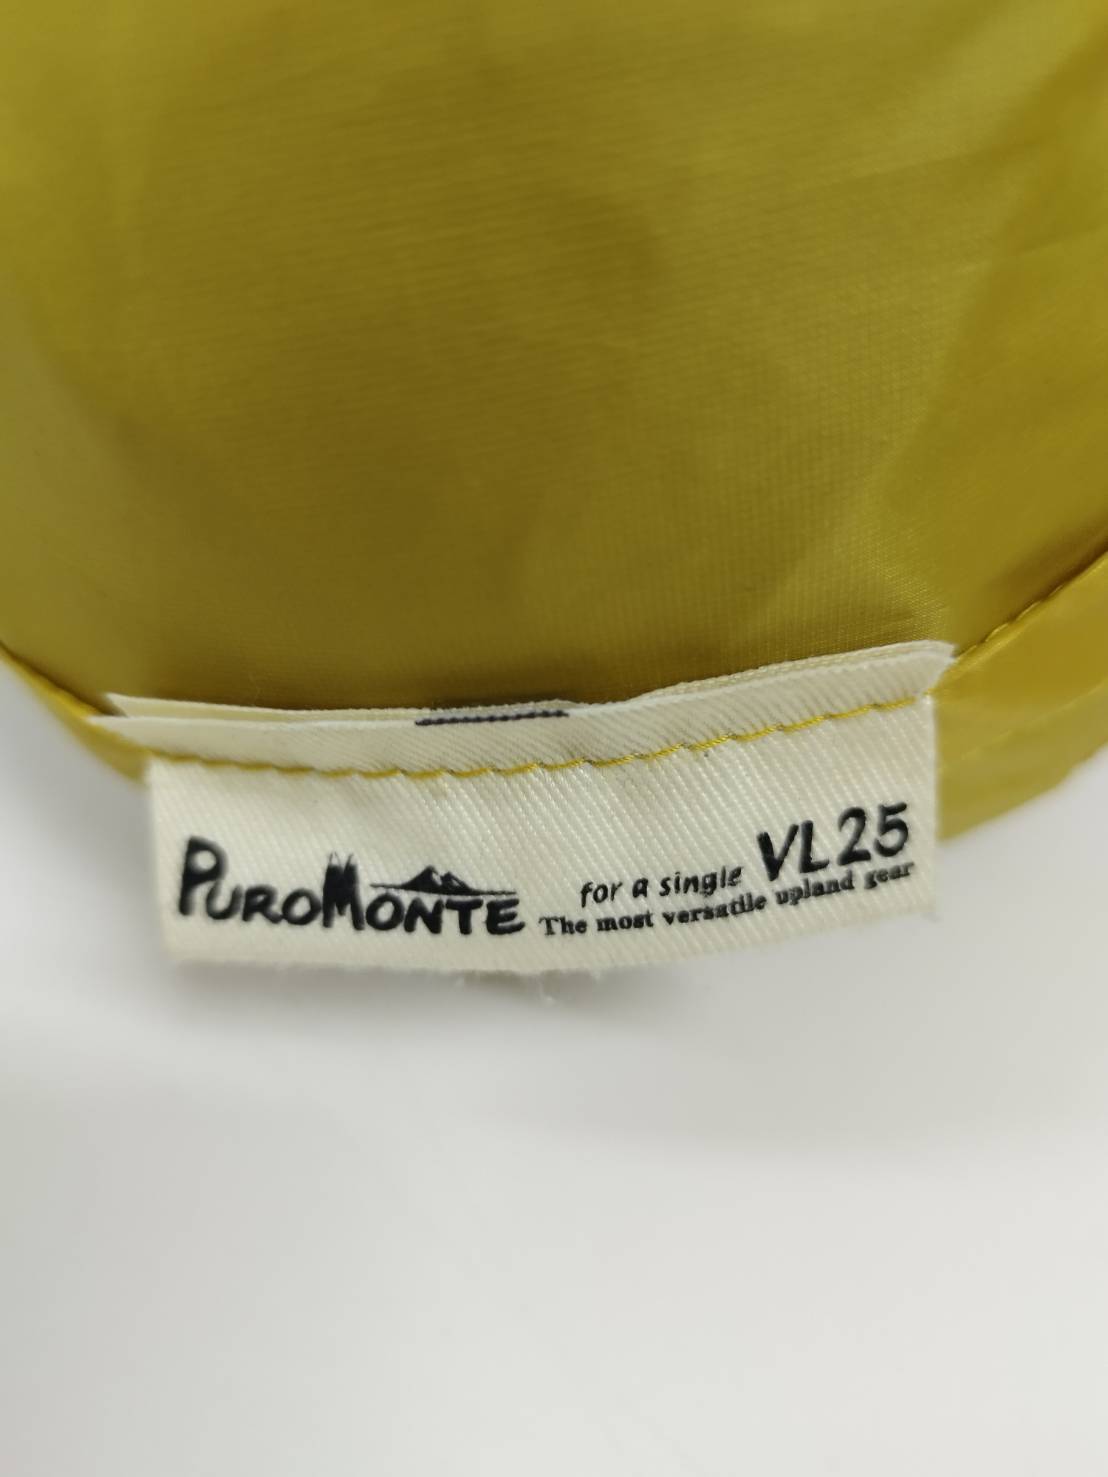 PUROMONTE
for a single VL25
The most versatile upland gear